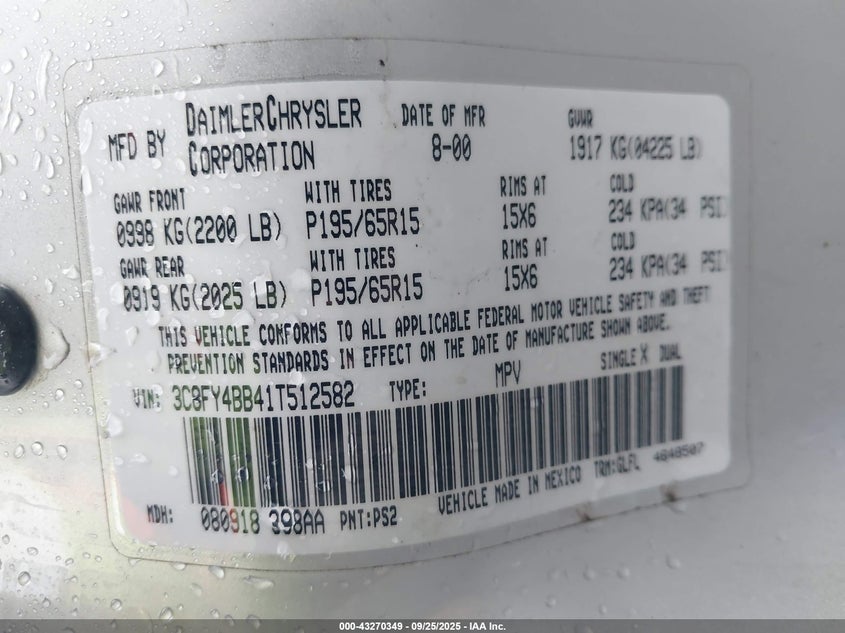 MFD BY DAIMLERCHRYSLER CORPORATION DATE OF MFR 8-00 GVWR 1917 KG(04225 LB)
GAWR FRONT WITH TIRES RIMS AT COLD
0998 KG(2200 LB) P195/65R15 15X6 234 KPA(34 PSI)
GAWR REAR WITH TIRES RIMS AT COLD
0919 KG(2025 LB) P195/65R15 15X6 234 KPA(34 PSI)
THIS VEHICLE CONFORMS TO ALL APPLICABLE FEDERAL MOTOR VEHICLE SAFETY AND THEFT
PREVENTION STANDARDS IN EFFECT ON THE DATE OF MANUFACTURE SHOWN ABOVE.
VIN: 3C8FY4BB41T512582 TYPE: MPV SINGLE X DUAL
MDH: 080918 398AA PNT:PS2 VEHICLE MADE IN MEXICO TRM:GLFL 4648507
000-43270349 - 09/25/2025 - IAA Inc.